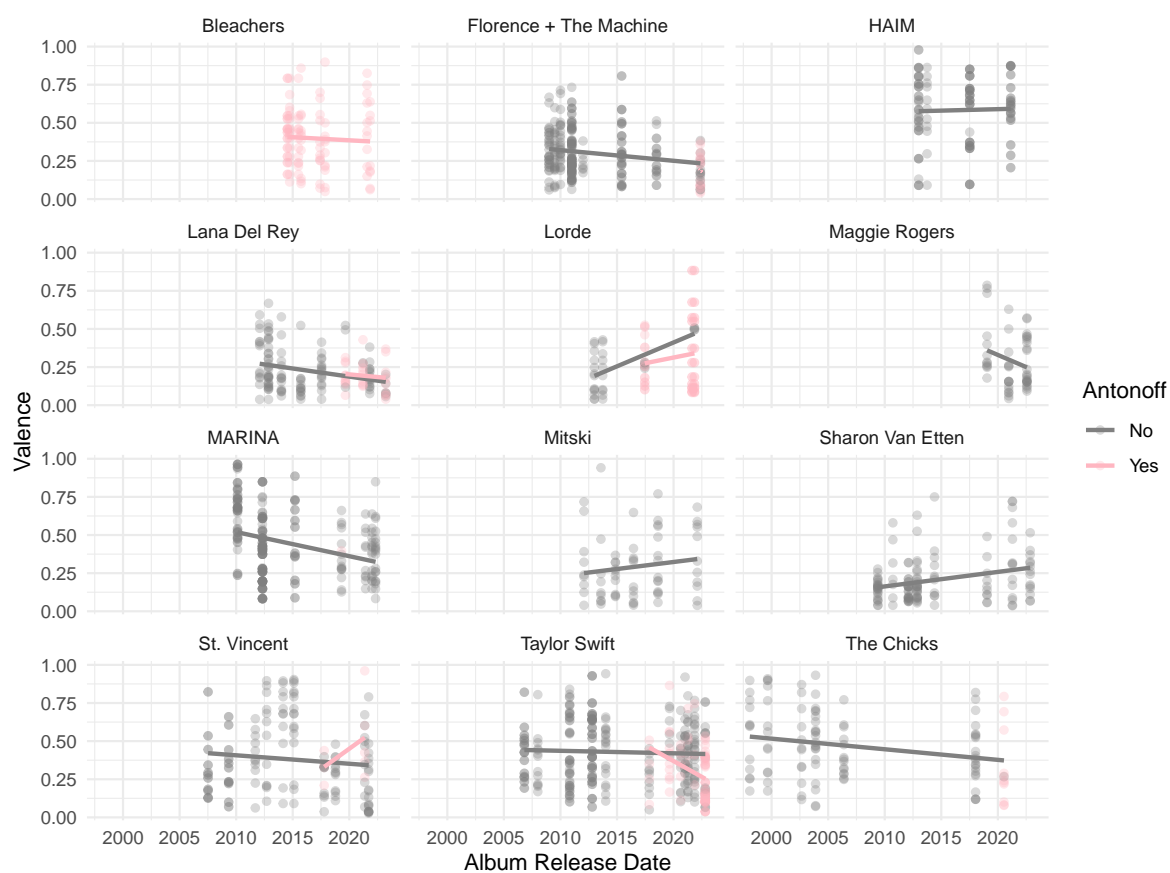 Bleachers Florence + The Machine HAIM
1.00
0.75
0.50
0.25
0.00
Lana Del Rey Lorde Maggie Rogers
1.00
0.75
0.50
0.25
0.00
MARINA Mitski Sharon Van Etten
1.00
0.75
0.50
0.25
0.00
St. Vincent Taylor Swift The Chicks
1.00
0.75
0.50
0.25
0.00
2000 2005 2010 2015 2020 2000 2005 2010 2015 2020 2000 2005 2010 2015 2020
Album Release Date
Valence
Antonoff
No
Yes